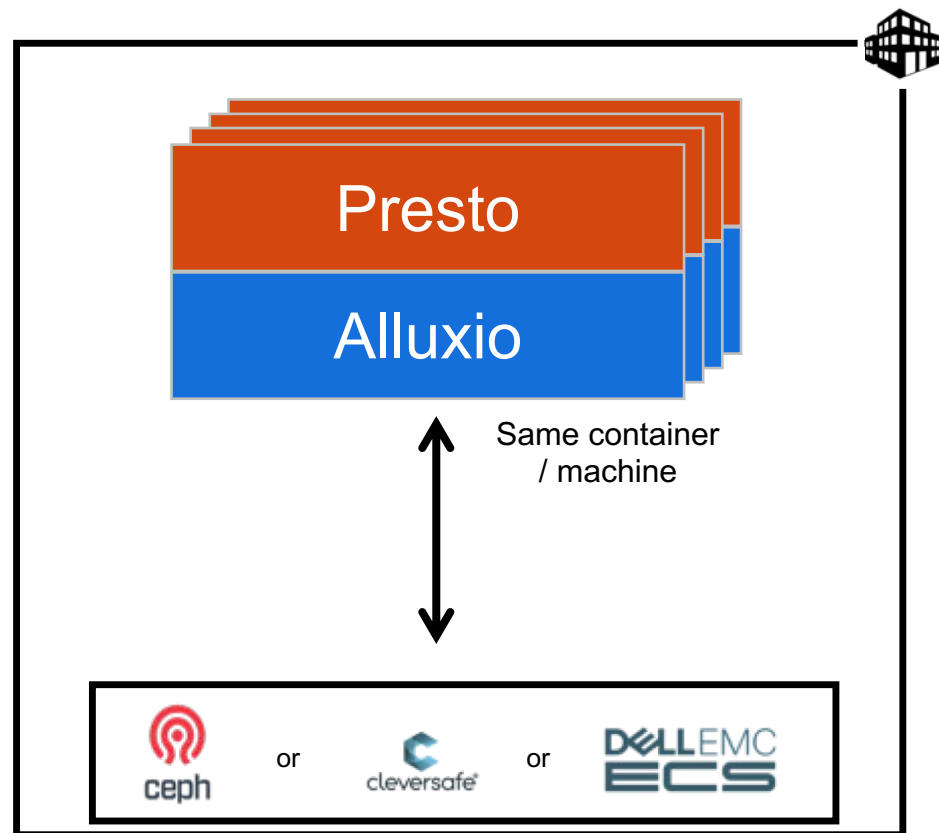 Presto
Alluxio
Same container
/ machine
ceph
or
cleversafe®
or
DELLEMC
ECS